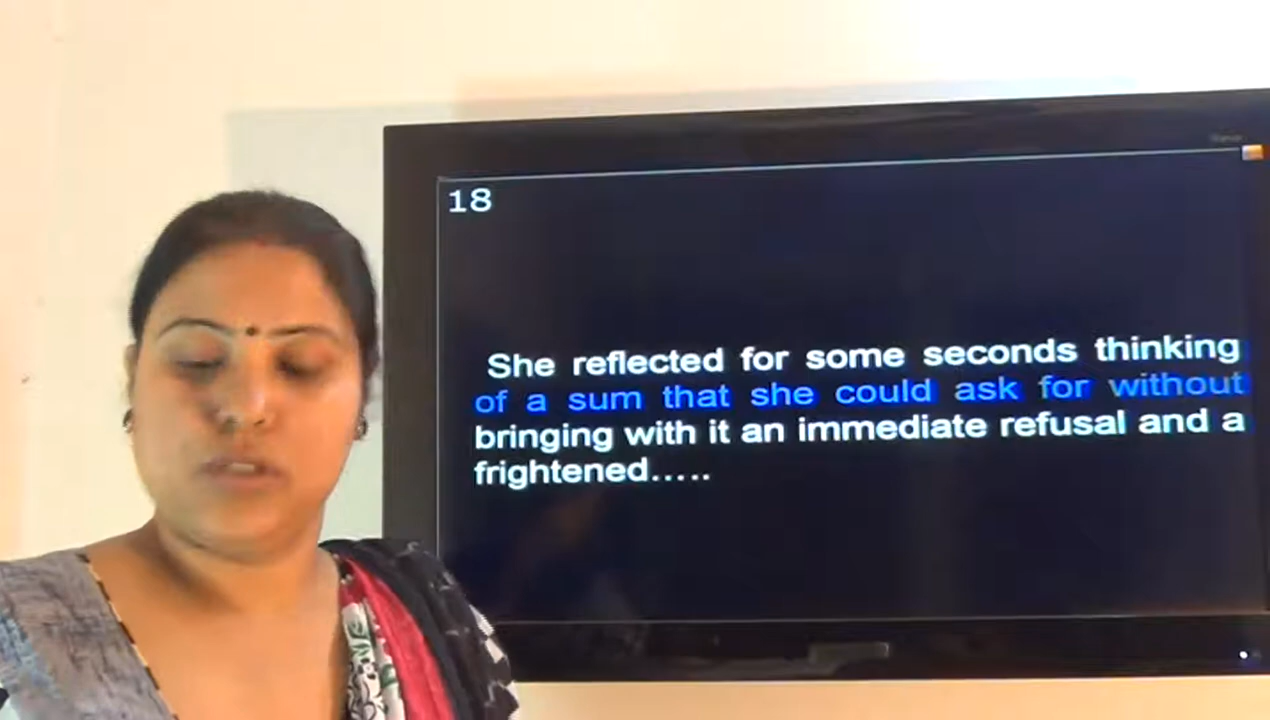 18
She reflected for some seconds thinking
of a sum that she could ask for without
bringing with it an immediate refusal and a
frightened.....